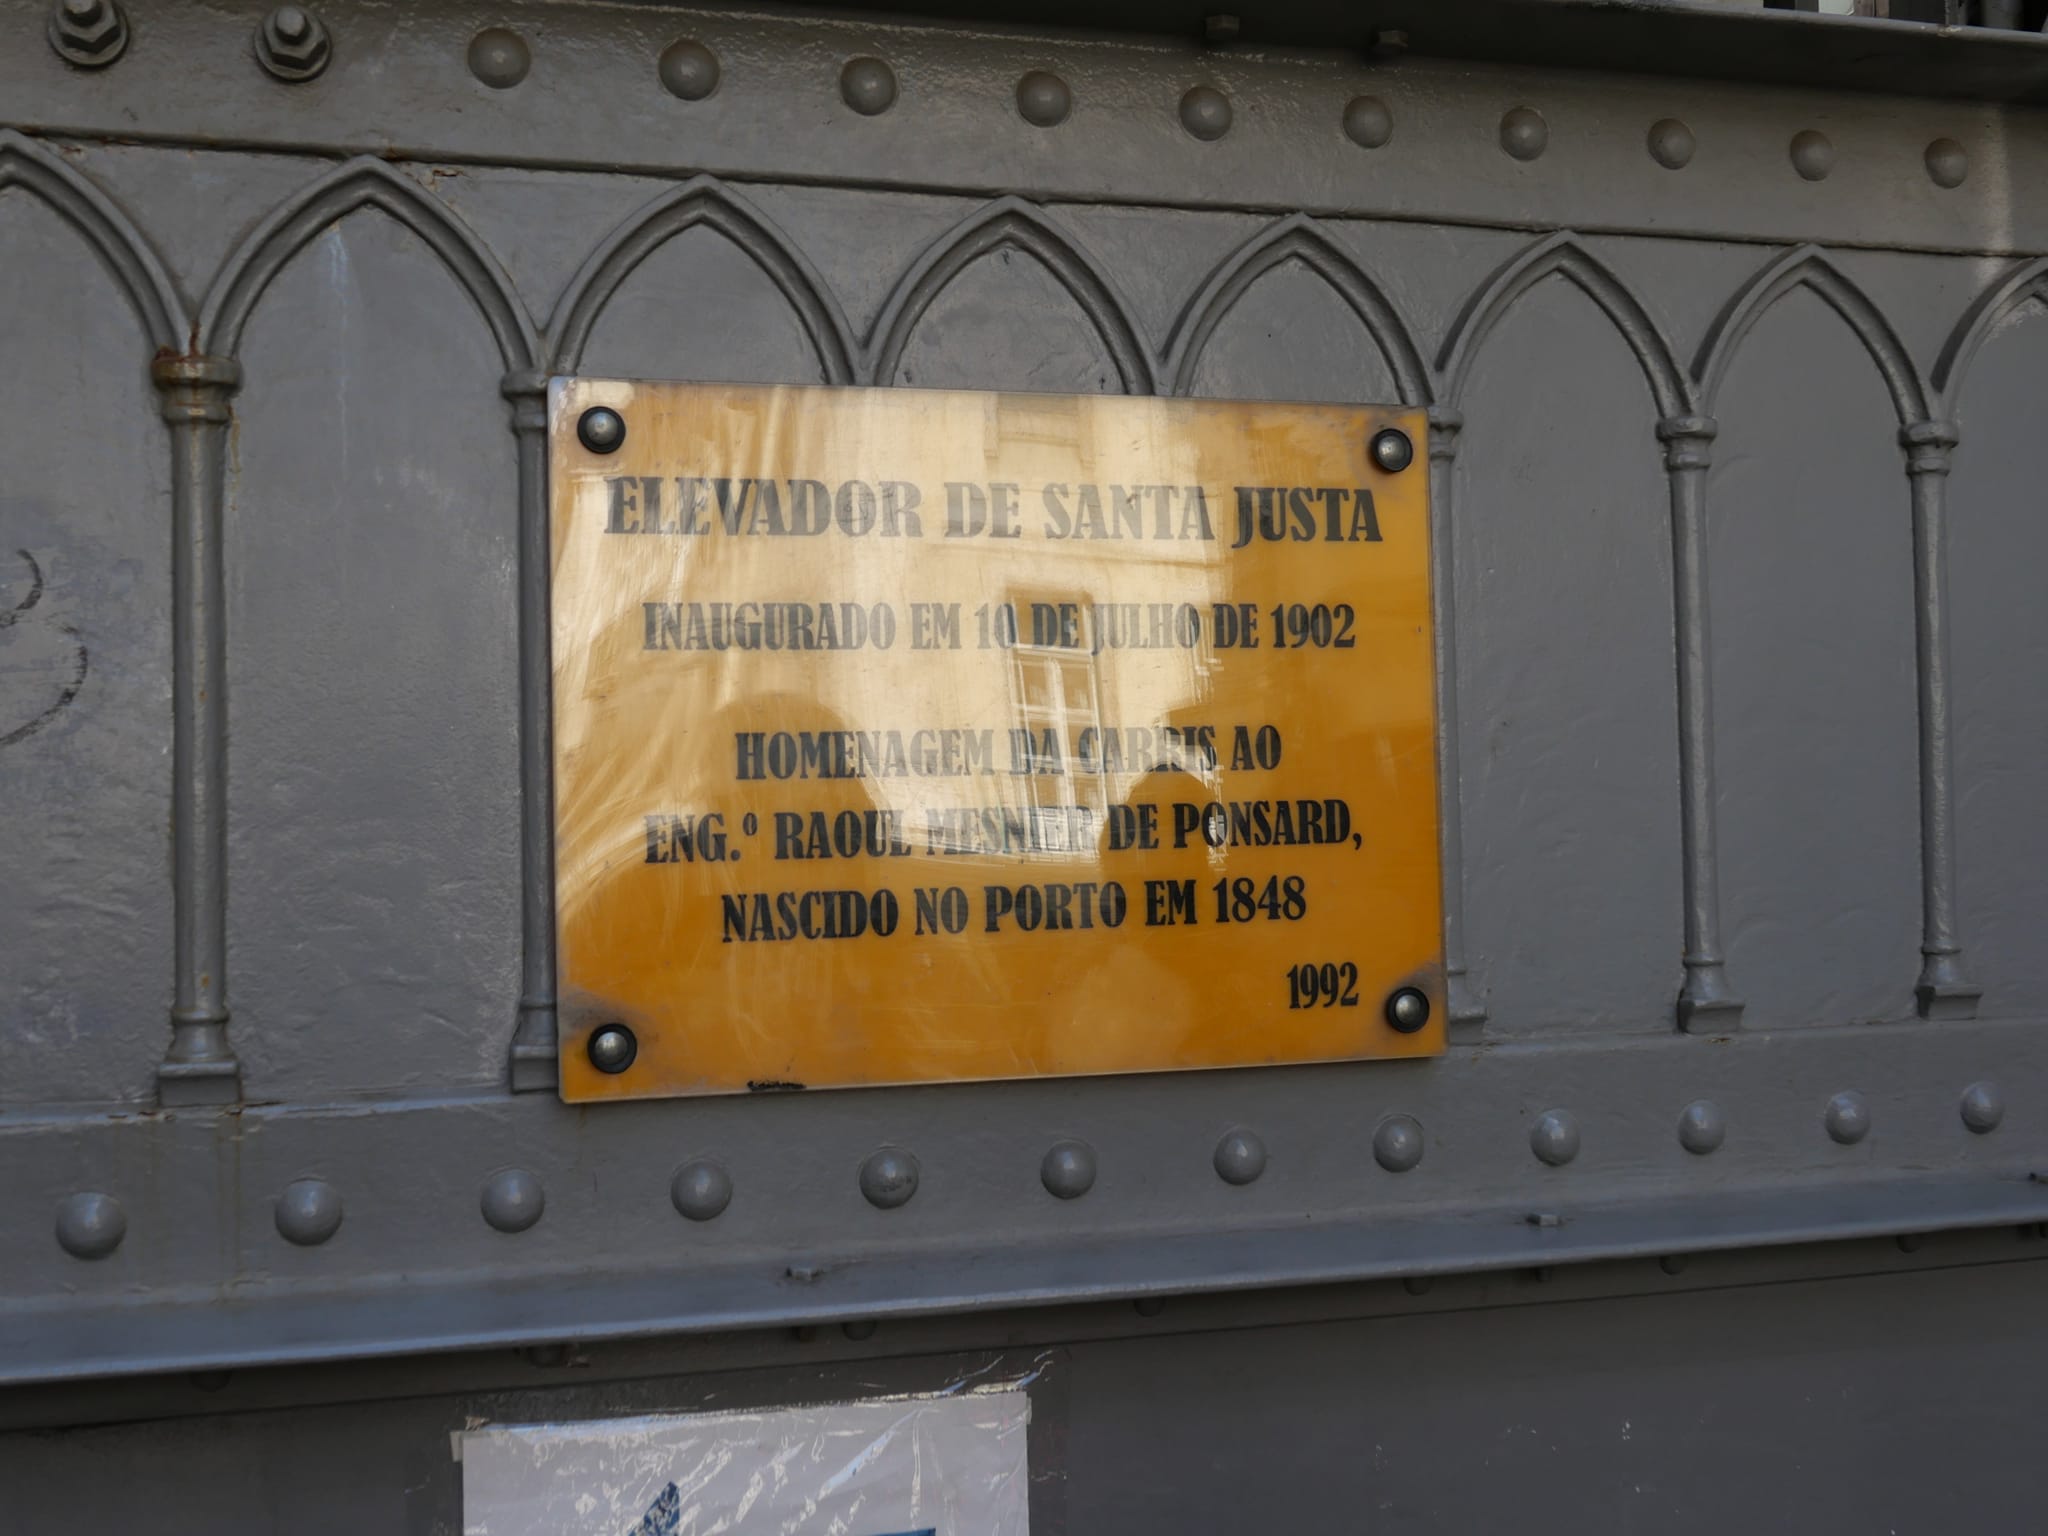 ELEVADOR DE SANTA JUSTA
INAUGURADO EM 10 DE JULHO DE 1902
HOMENAGEM DA CARRIS AO
ENG.º RAOUL MESNIER DE PONSARD,
NASCIDO NO PORTO EM 1848
1992